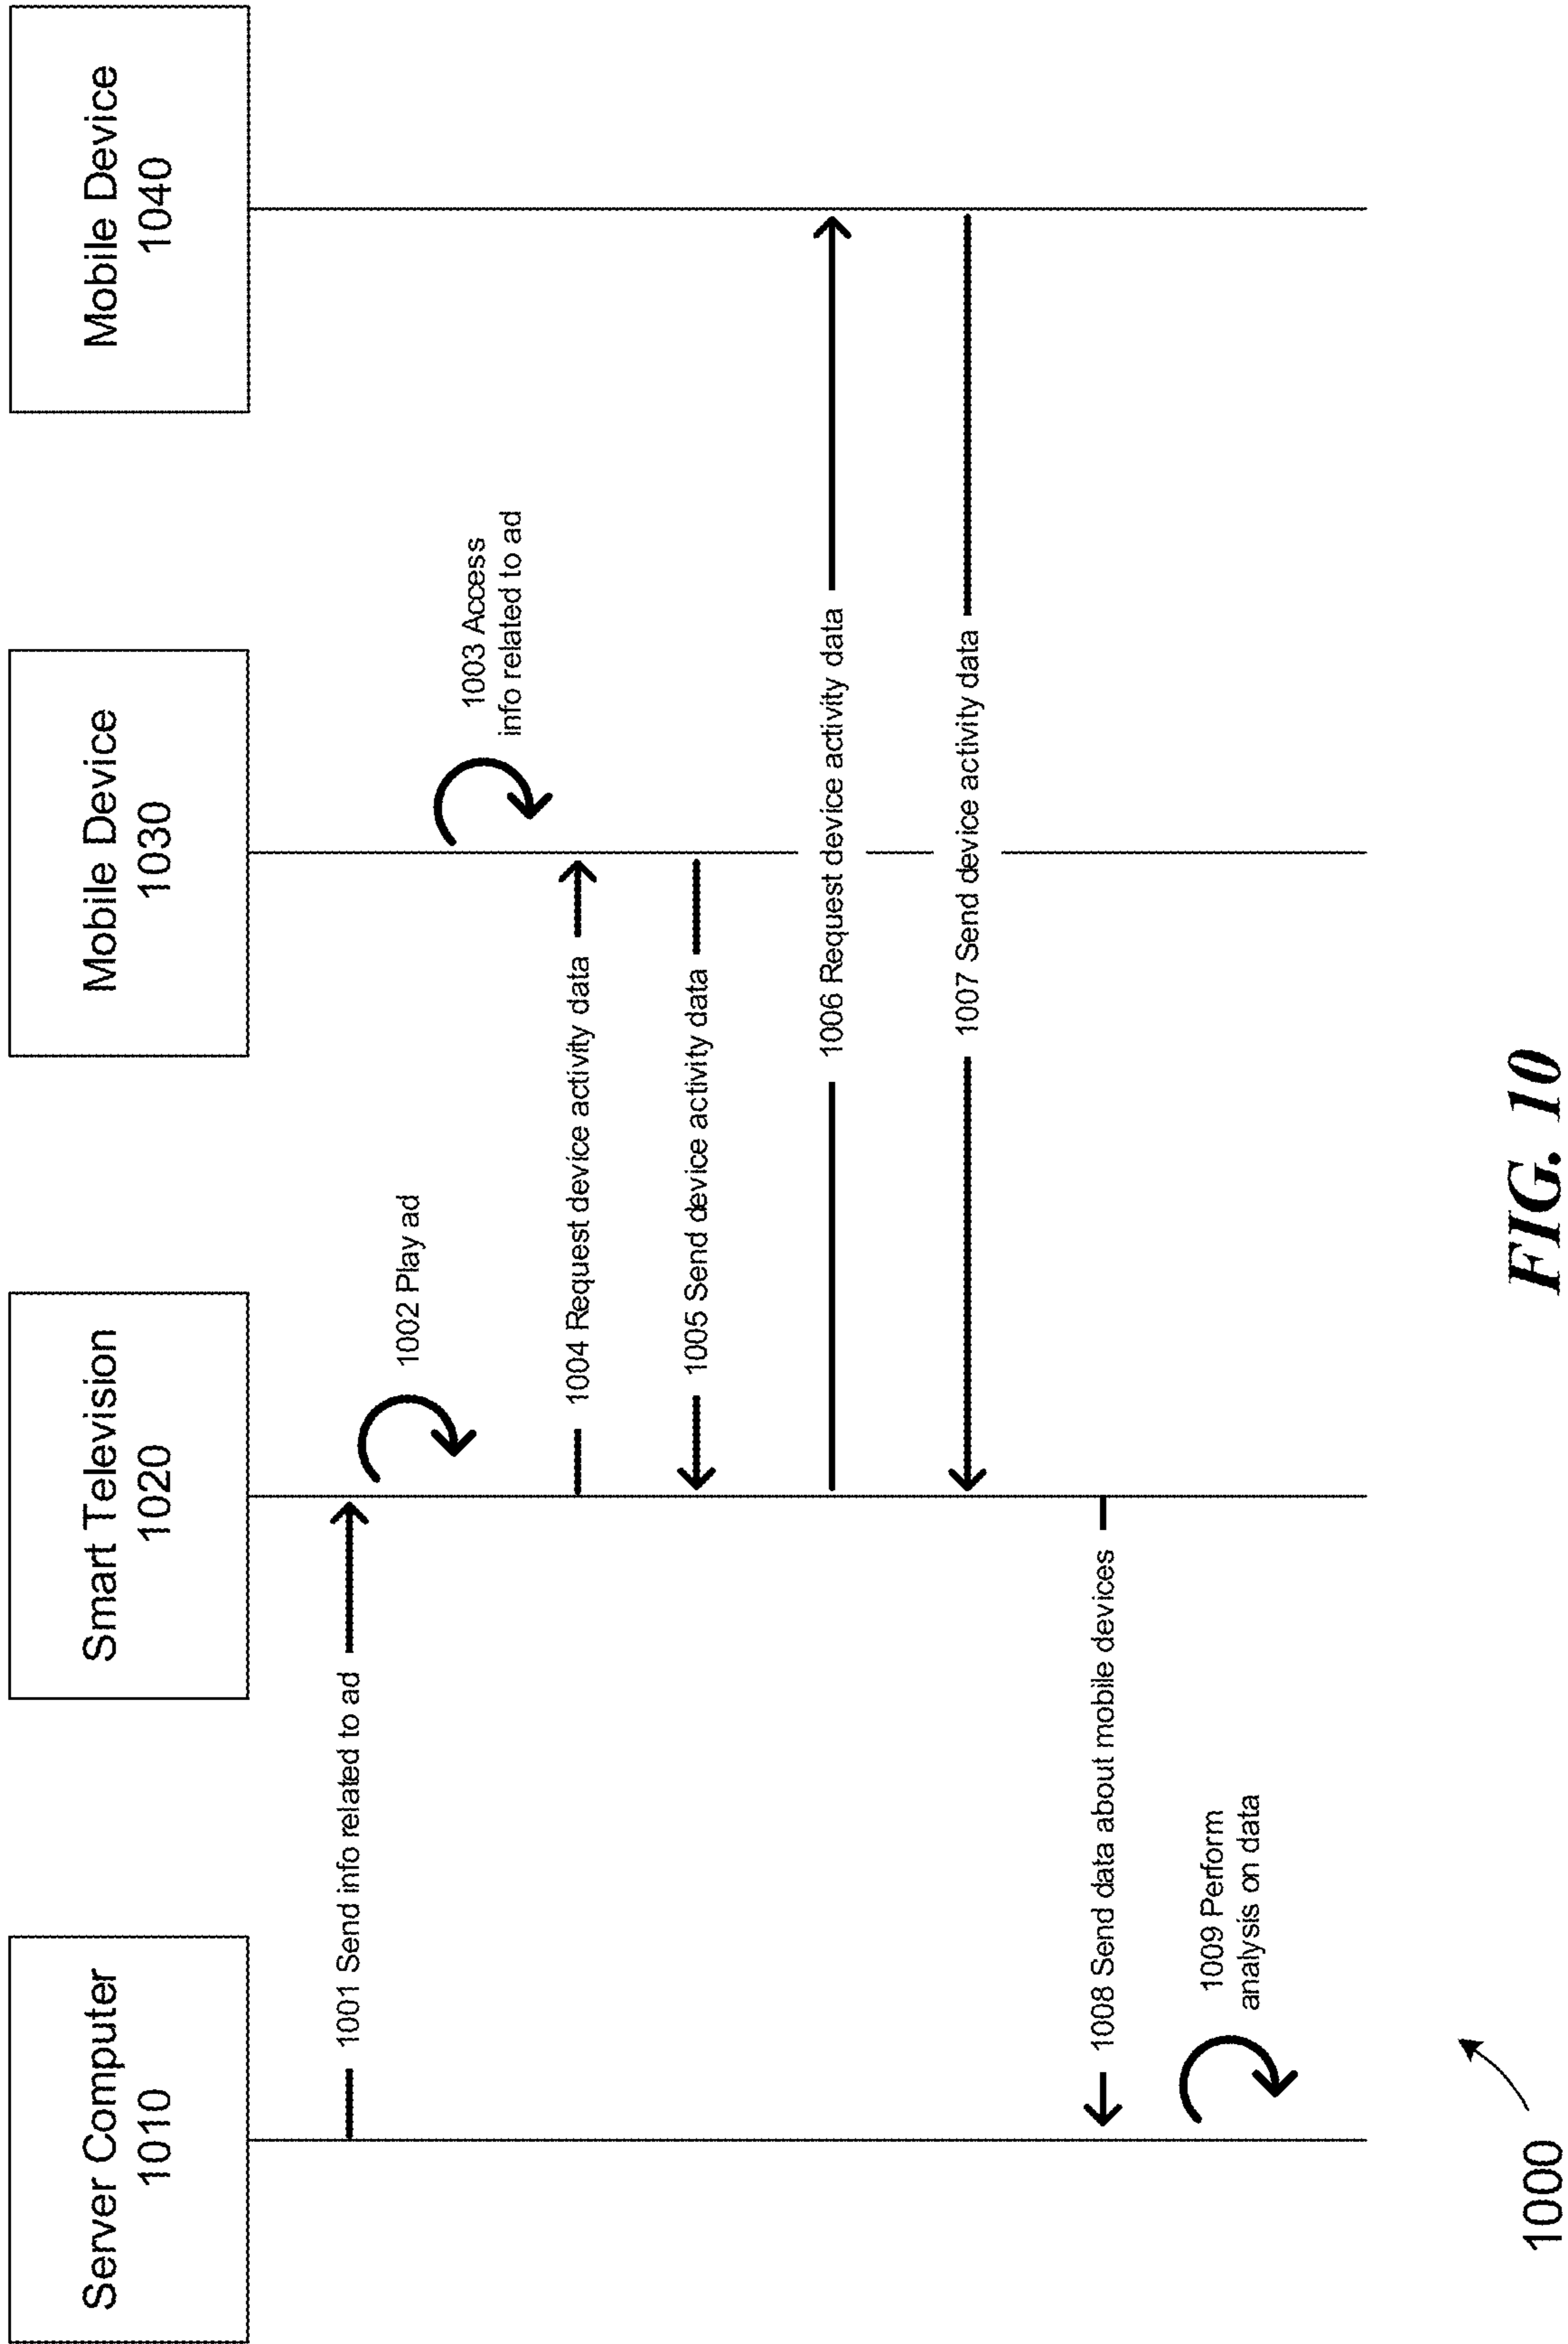 Server Computer
1010
Smart Television
1020
Mobile Device
1030
Mobile Device
1040
1001 Send info related to ad
1002 Play ad
1003 Access
info related to ad
1004 Request device activity data
1005 Send device activity data
1006 Request device activity data
1007 Send device activity data
1008 Send data about mobile devices
1009 Perform
analysis on data
1000
FIG. 10